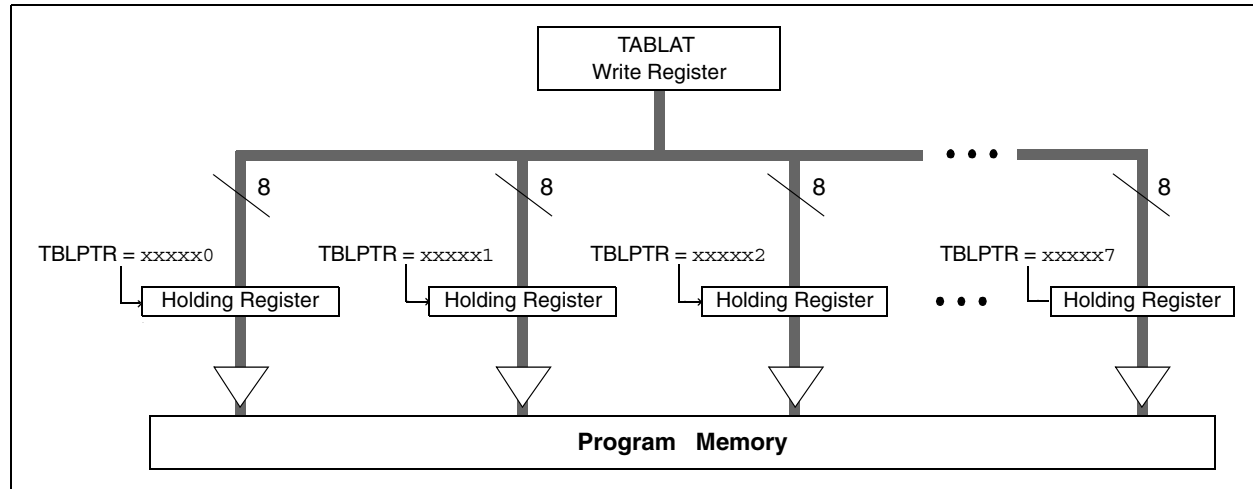 TABLAT
Write Register
8 8 8 8
TBLPTR = xxxxx0 TBLPTR = xxxxx1 TBLPTR = xxxxx2 TBLPTR = xxxxx7
Holding Register Holding Register Holding Register Holding Register
Program Memory